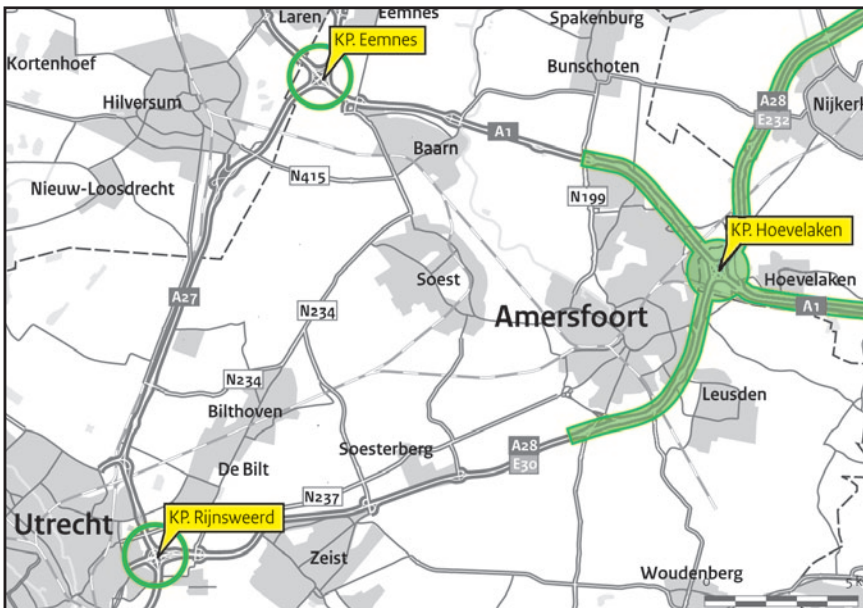 Laren
Eemnes
Spakenburg
KP. Eemnes
Kortenhoef
Bunschoten
Hilversum
A28
E232
Nijkerk
A1
Baarn
N415
Nieuw-Loosdrecht
N199
KP. Hoevelaken
Soest
Hoevelaken
A27
N234
Amersfoort
A1
N234
Bilthoven
Leusden
Soesterberg
A28
E30
De Bilt
N237
Utrecht
KP. Rijnsweerd
Zeist
Woudenberg